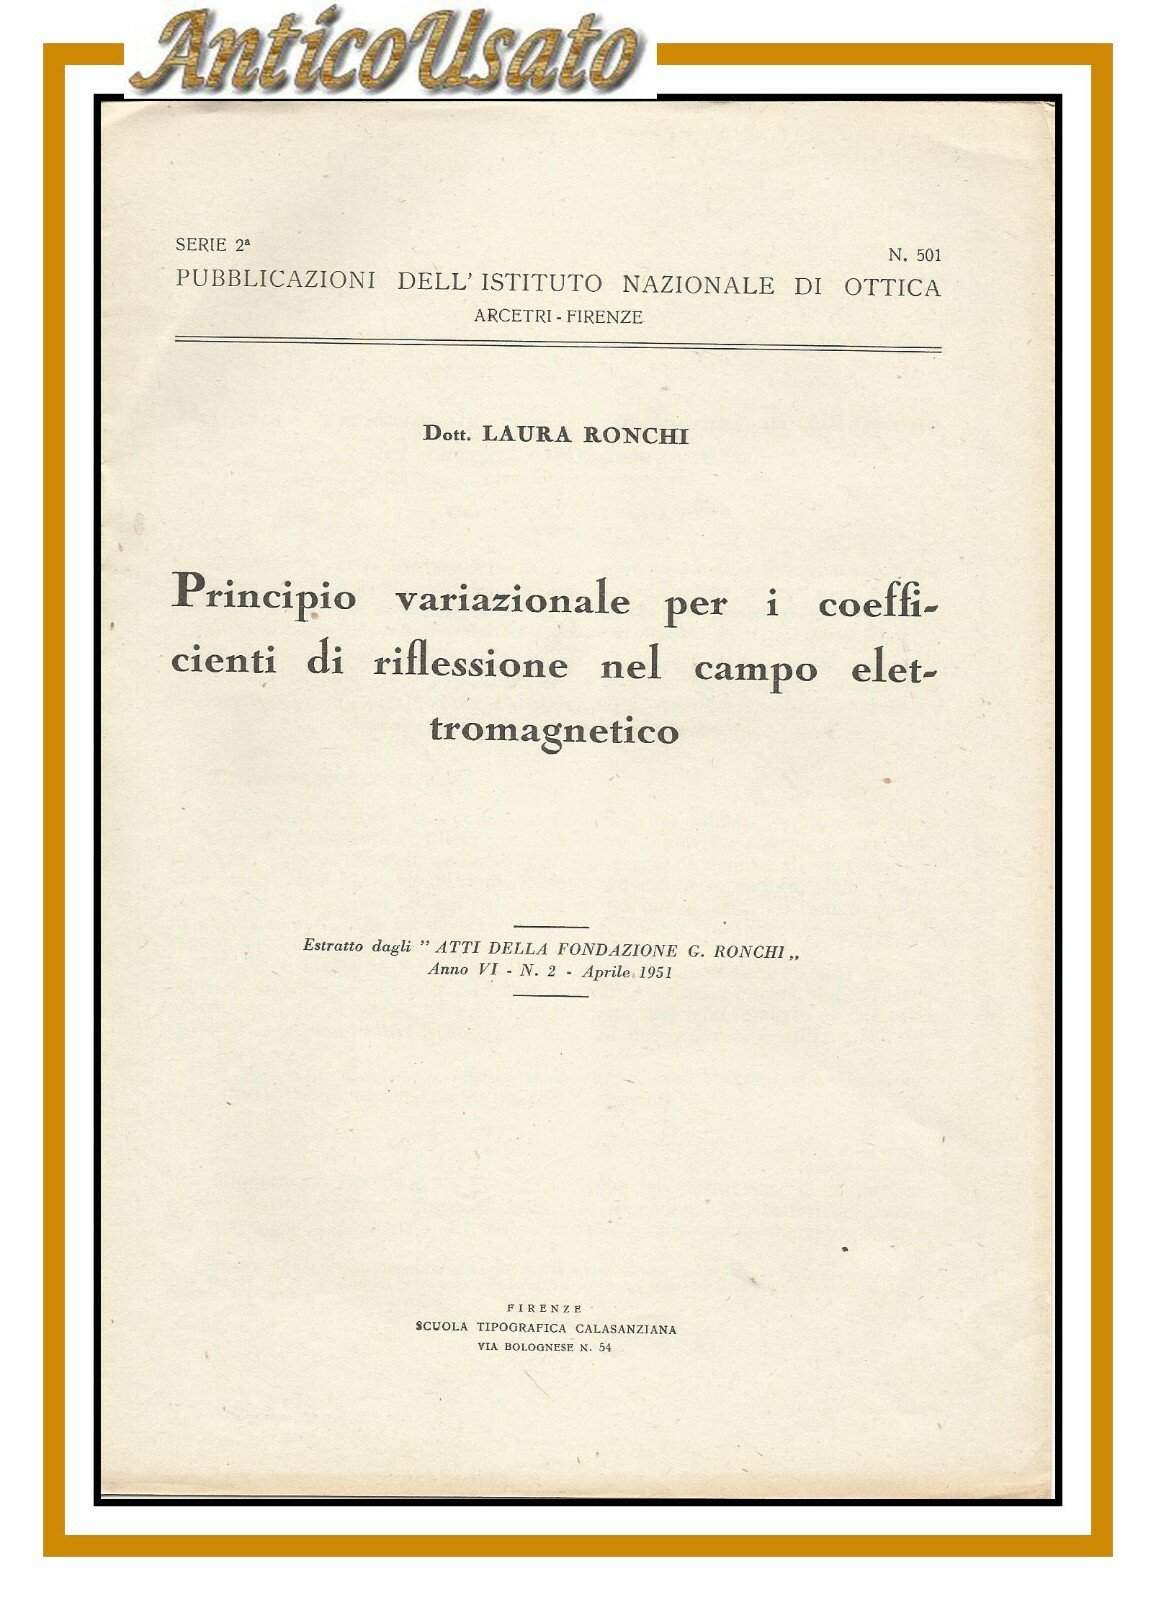 AnticoUsato
SERIE 2ª
N. 501
PUBBLICAZIONI DELL' ISTITUTO NAZIONALE DI OTTICA
ARCETRI - FIRENZE
Dott. LAURA RONCHI
Principio variazionale per i coeffi-
cienti di riflessione nel campo elet-
tromagnetico
Estratto dagli " ATTI DELLA FONDAZIONE G. RONCHI „
Anno VI - N. 2 - Aprile 1951
FIRENZE
SCUOLA TIPOGRAFICA CALASANZIANA
VIA BOLOGNESE N. 54